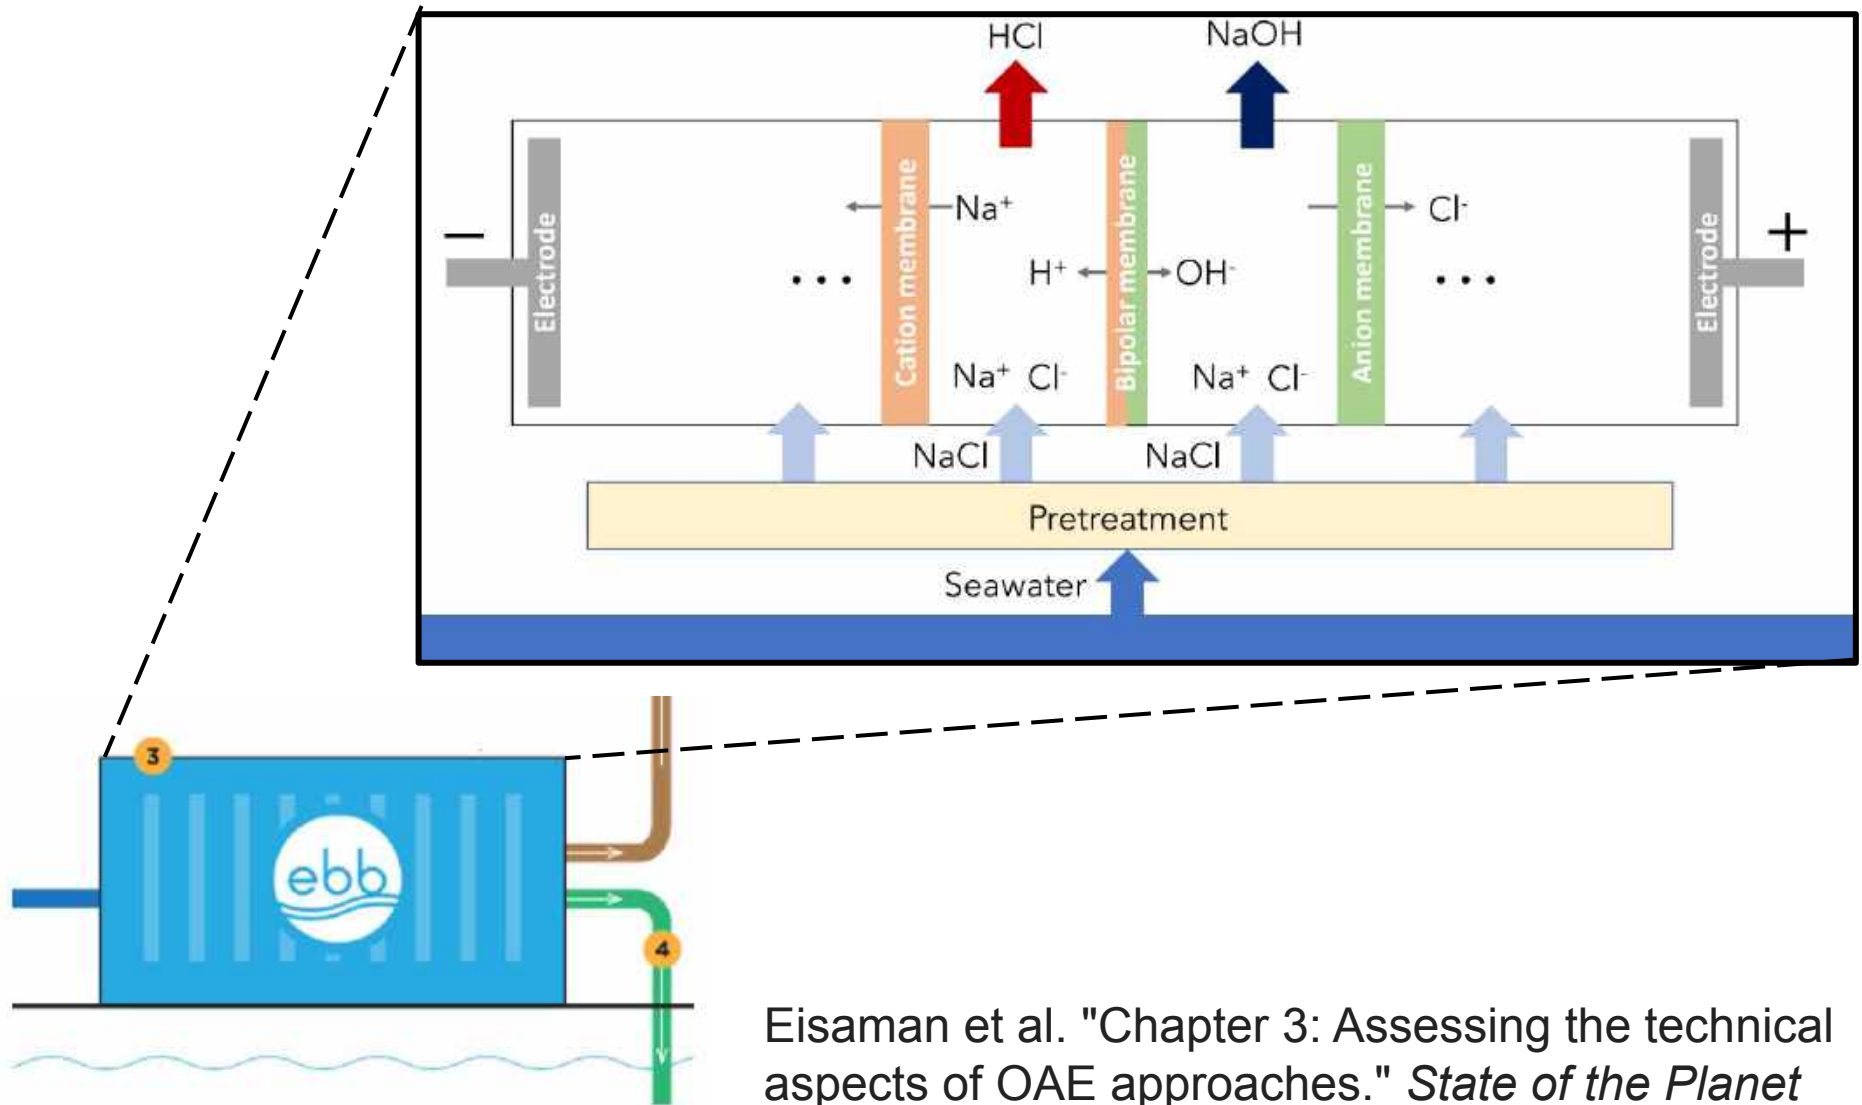 HCl NaOH
Cation membrane
Bipolar membrane
Anion membrane
Na⁺ Cl⁻
− +
Electrode
Electrode
H⁺ OH⁻
... ...
Na⁺ Cl⁻ Na⁺ Cl⁻
NaCl NaCl
Pretreatment
Seawater
3
ebb
4
Eisaman et al. "Chapter 3: Assessing the technical
aspects of OAE approaches." State of the Planet